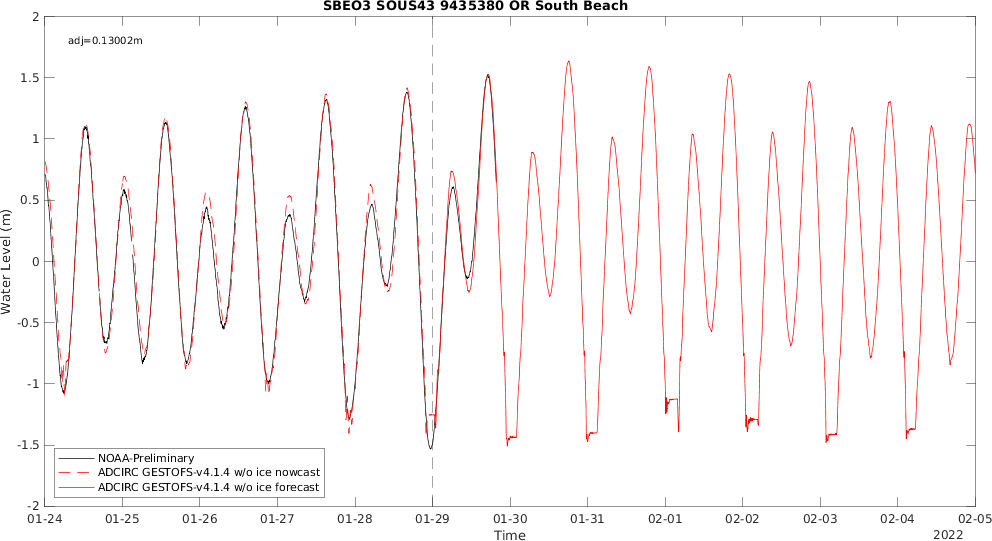 SBEO3 SOUS43 9435380 OR South Beach
adj=0.13002m
2
1.5
1
0.5
0
-0.5
-1
-1.5
-2
Water Level (m)
NOAA-Preliminary
ADCIRC GESTOFS-v4.1.4 w/o ice nowcast
ADCIRC GESTOFS-v4.1.4 w/o ice forecast
01-24 01-25 01-26 01-27 01-28 01-29 01-30 01-31 02-01 02-02 02-03 02-04 02-05
Time
2022